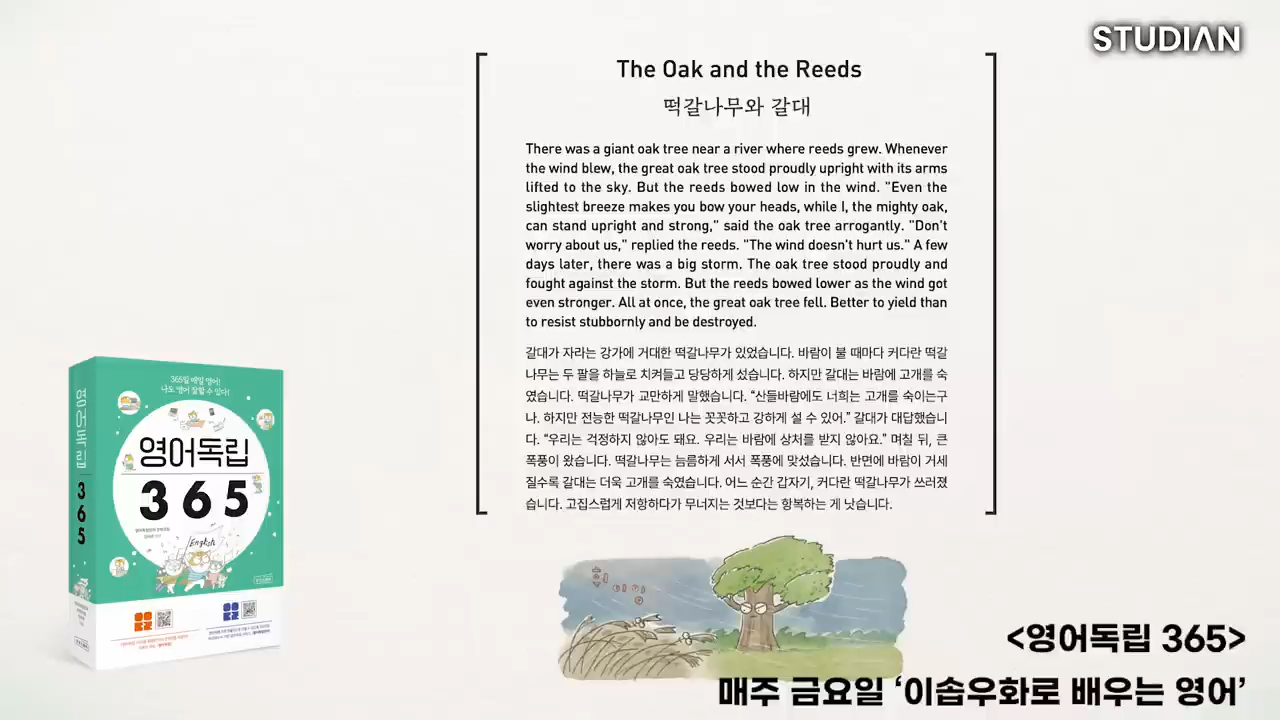 STUDIAN
The Oak and the Reeds
떡갈나무와 갈대
There was a giant oak tree near a river where reeds grew. Whenever
the wind blew, the great oak tree stood proudly upright with its arms
lifted to the sky. But the reeds bowed low in the wind. "Even the
slightest breeze makes you bow your heads, while I, the mighty oak,
can stand upright and strong," said the oak tree arrogantly. "Don't
worry about us," replied the reeds. "The wind doesn't hurt us." A few
days later, there was a big storm. The oak tree stood proudly and
fought against the storm. But the reeds bowed lower as the wind got
even stronger. All at once, the great oak tree fell. Better to yield than
to resist stubbornly and be destroyed.
갈대가 자라는 강가에 거대한 떡갈나무가 있었습니다. 바람이 불 때마다 커다란 떡갈
나무는 두 팔을 하늘로 치켜들고 당당하게 섰습니다. 하지만 갈대는 바람에 고개를 숙
였습니다. 떡갈나무가 교만하게 말했습니다. “산들바람에도 너희는 고개를 숙이는구
나. 하지만 전능한 떡갈나무인 나는 꼿꼿하고 강하게 설 수 있어.” 갈대가 대답했습니
다. “우리는 걱정하지 않아도 돼요. 우리는 바람에 상처를 받지 않아요.” 며칠 뒤, 큰
폭풍이 왔습니다. 떡갈나무는 늠름하게 서서 폭풍에 맞섰습니다. 반면에 바람이 거세
질수록 갈대는 더욱 고개를 숙였습니다. 어느 순간 갑자기, 커다란 떡갈나무가 쓰러졌
습니다. 고집스럽게 저항하다가 무너지는 것보다는 항복하는 게 낫습니다.
365일 매일 영어!
나도 영어 잘할 수 있다!
영어독립
365
English
영어독립
3
6
5
휘이잉
<영어독립 365>
매주 금요일 ‘이솝우화로 배우는 영어’